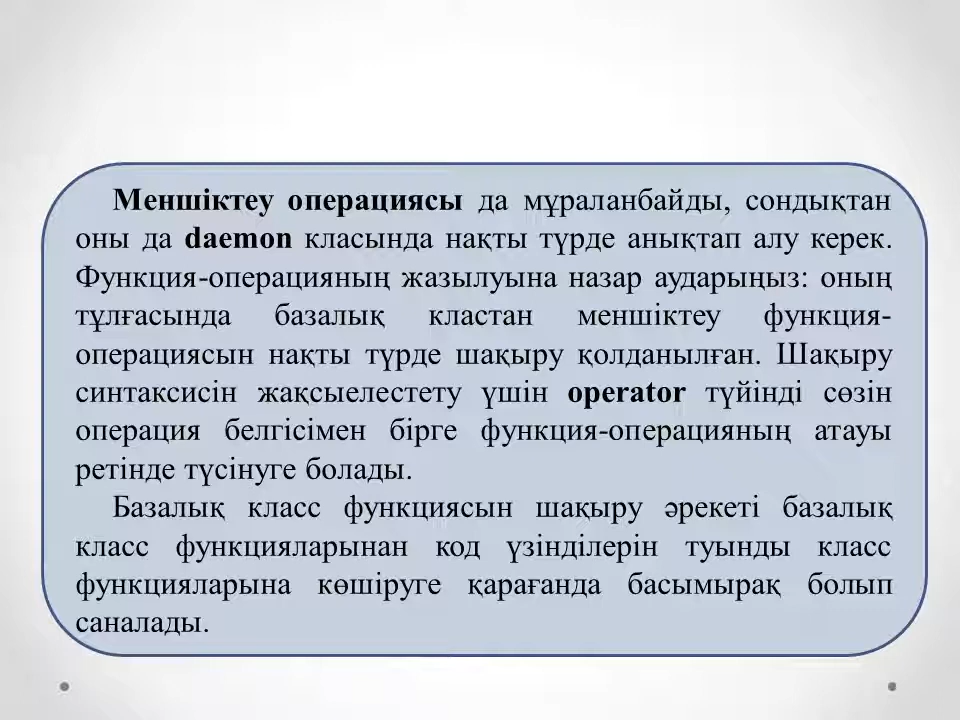 Меншіктеу операциясы да мұраланбайды, сондықтан
оны да daemon класында нақты түрде анықтап алу керек.
Функция-операцияның жазылуына назар аударыңыз: оның
тұлғасында базалық кластан меншіктеу функция-
операциясын нақты түрде шақыру қолданылған. Шақыру
синтаксисін жақсыелестету үшін operator түйінді сөзін
операция белгісімен бірге функция-операцияның атауы
ретінде түсінуге болады.
Базалық класс функциясын шақыру әрекеті базалық
класс функцияларынан код үзінділерін туынды класс
функцияларына көшіруге қарағанда басымырақ болып
саналады.